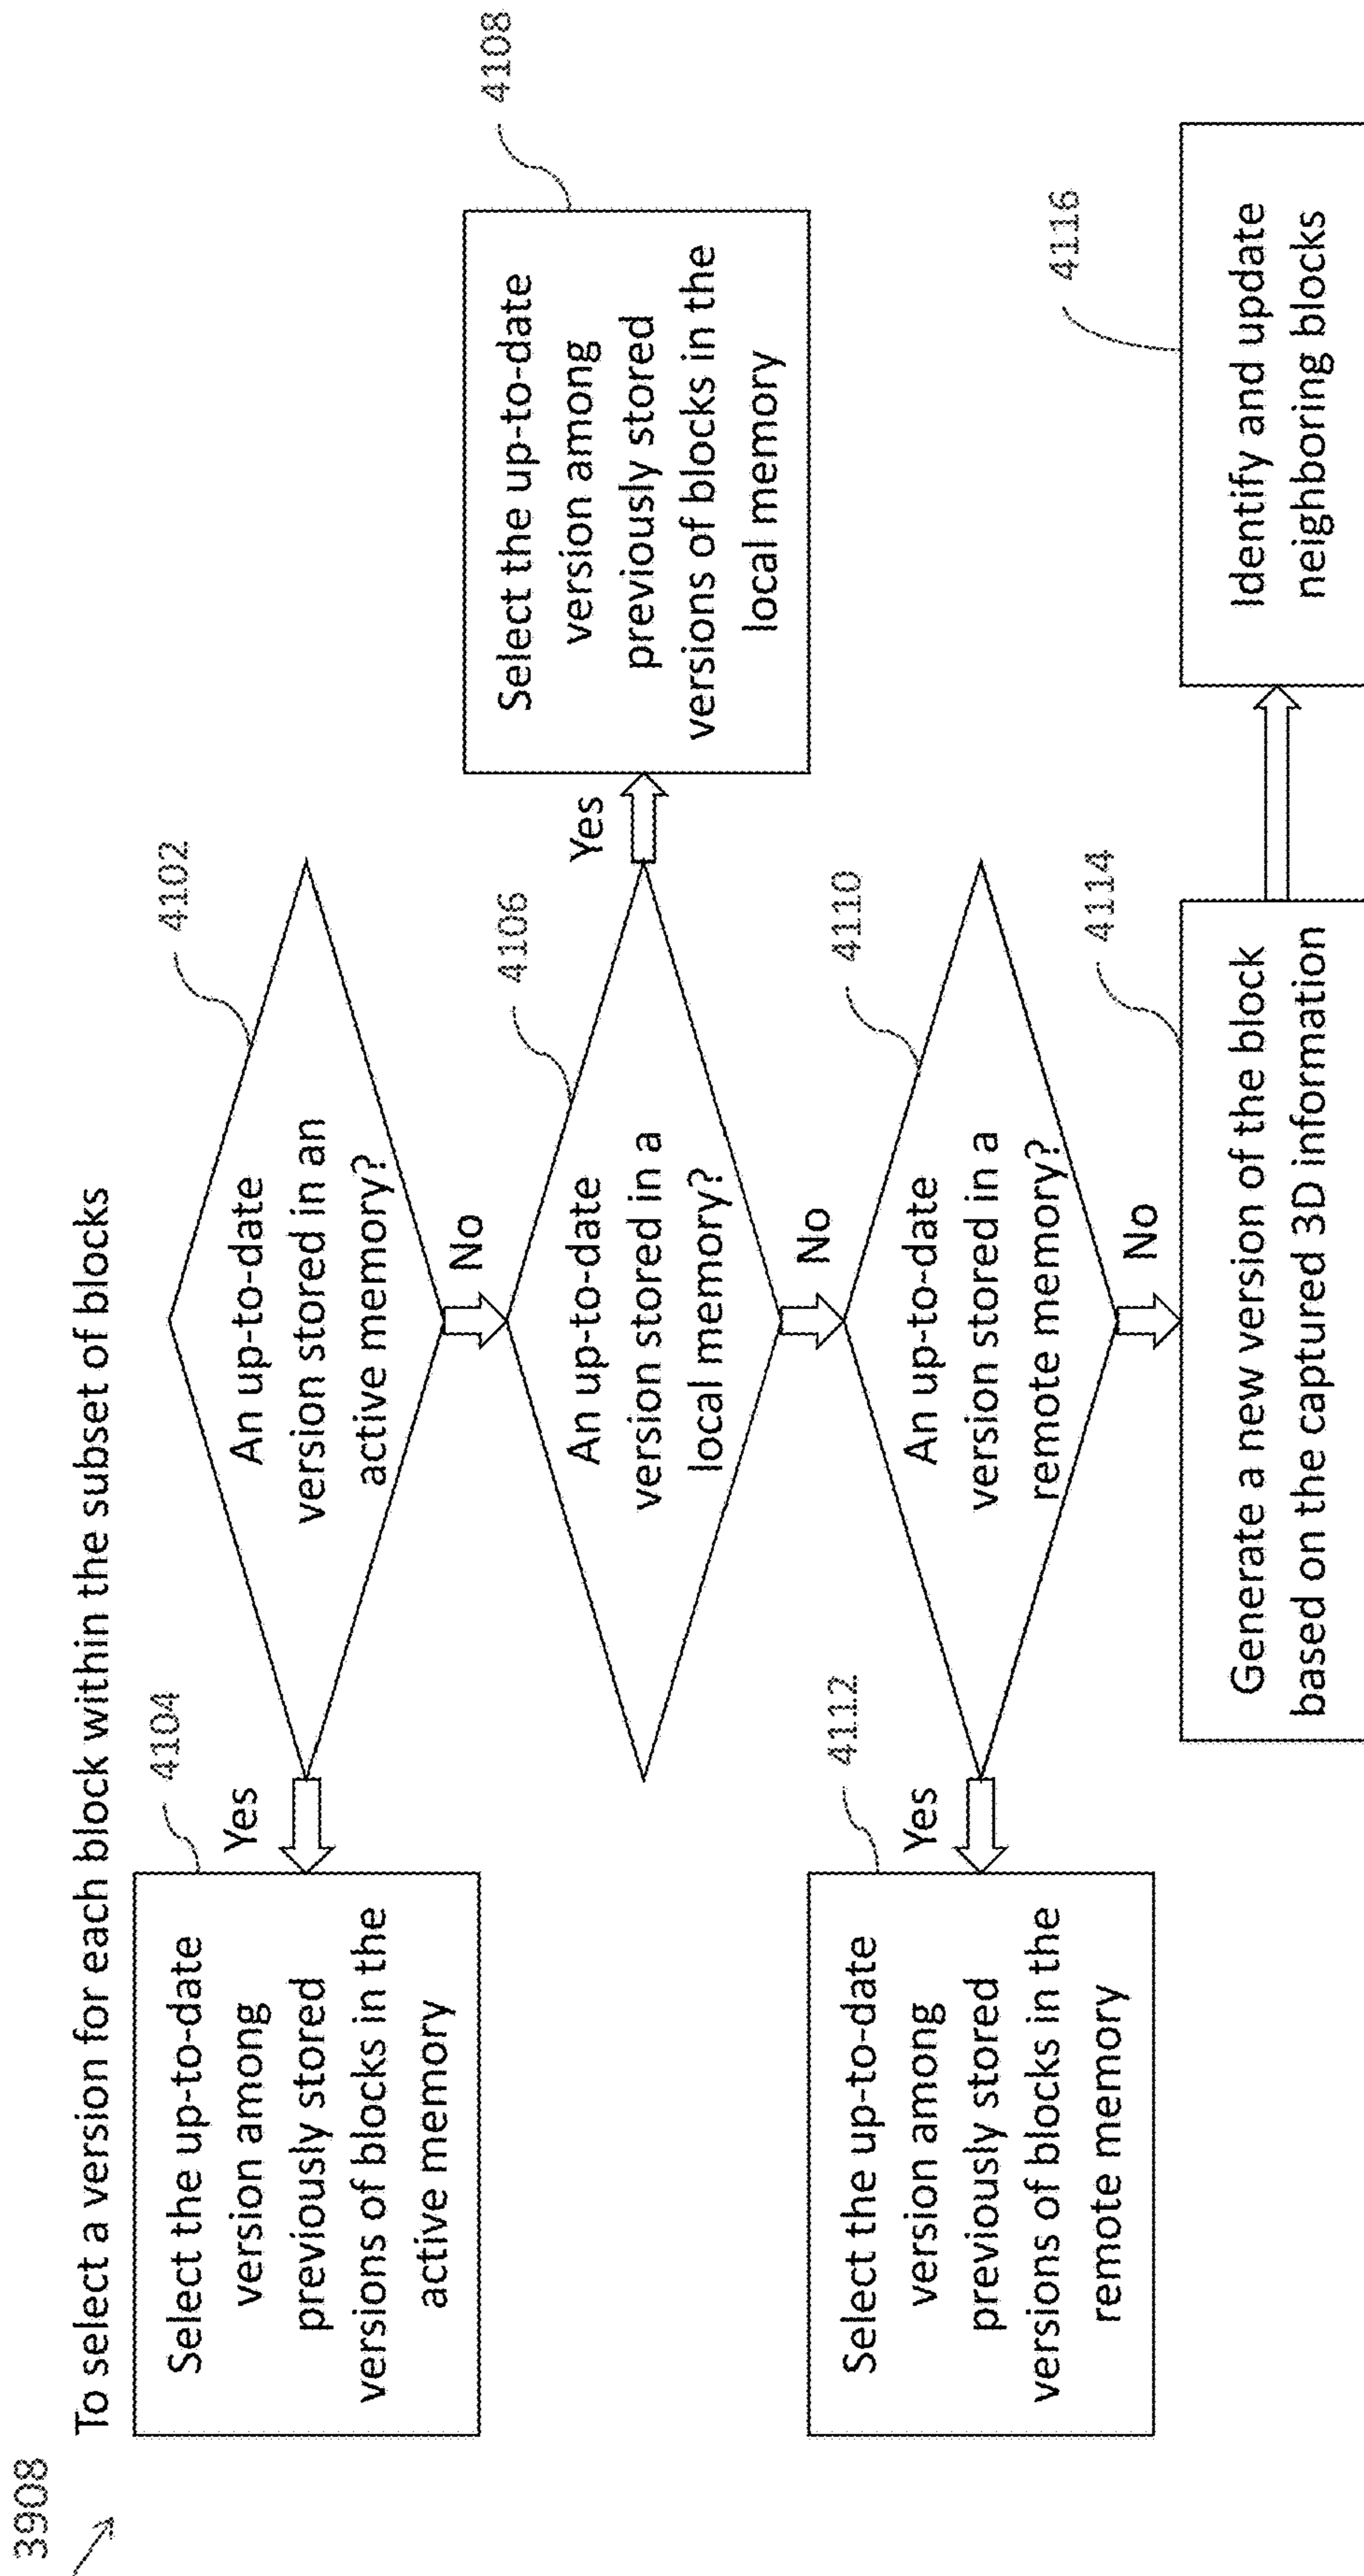 3908
To select a version for each block within the subset of blocks
4102
An up-to-date
version stored in an
active memory?
Yes
4104
Select the up-to-date
version among
previously stored
versions of blocks in the
active memory
No
4106
An up-to-date
version stored in a
local memory?
Yes
4108
Select the up-to-date
version among
previously stored
versions of blocks in the
local memory
No
4110
An up-to-date
version stored in a
remote memory?
Yes
4112
Select the up-to-date
version among
previously stored
versions of blocks in the
remote memory
No
4114
Generate a new version of the block
based on the captured 3D information
4116
Identify and update
neighboring blocks